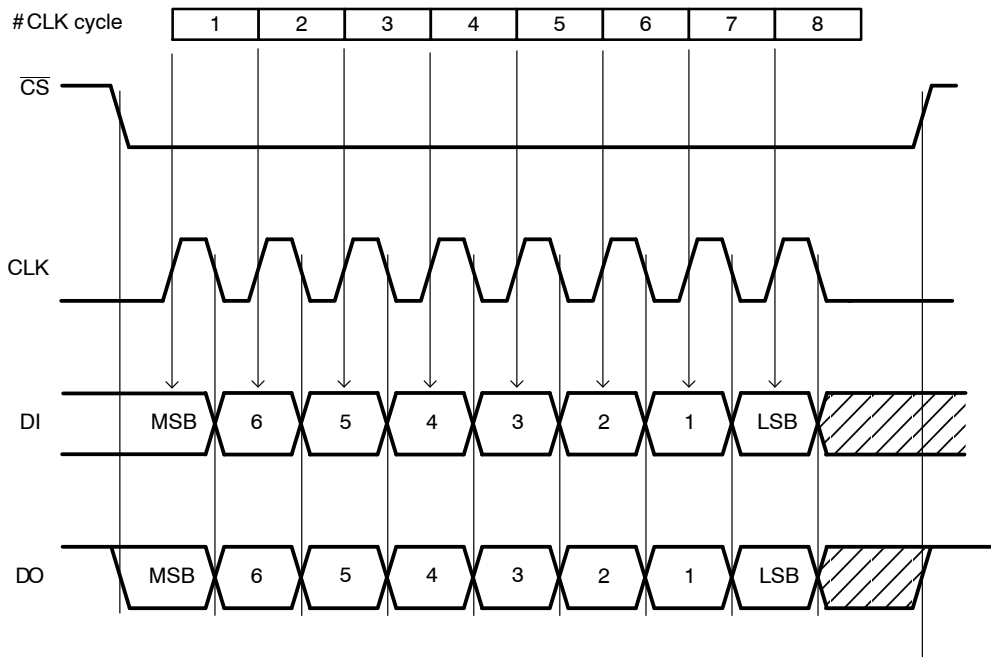 # CLK cycle 1 2 3 4 5 6 7 8
CS
CLK
DI MSB 6 5 4 3 2 1 LSB
DO MSB 6 5 4 3 2 1 LSB